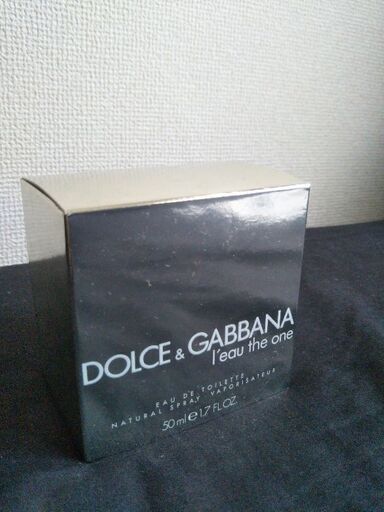 DOLCE & GABBANA
l'eau the one
EAU DE TOILETTE
NATURAL SPRAY VAPORISATEUR
50 ml e 1.7 FL.OZ.